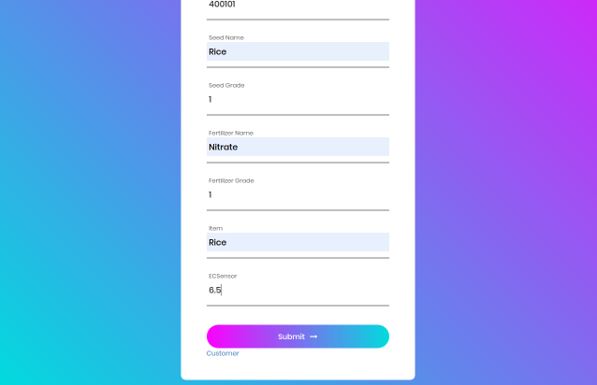 400101
Seed Name
Rice
Seed Grade
1
Fertilizer Name
Nitrate
Fertilizer Grade
1
Item
Rice
ECSensor
6.5
Submit →
Customer